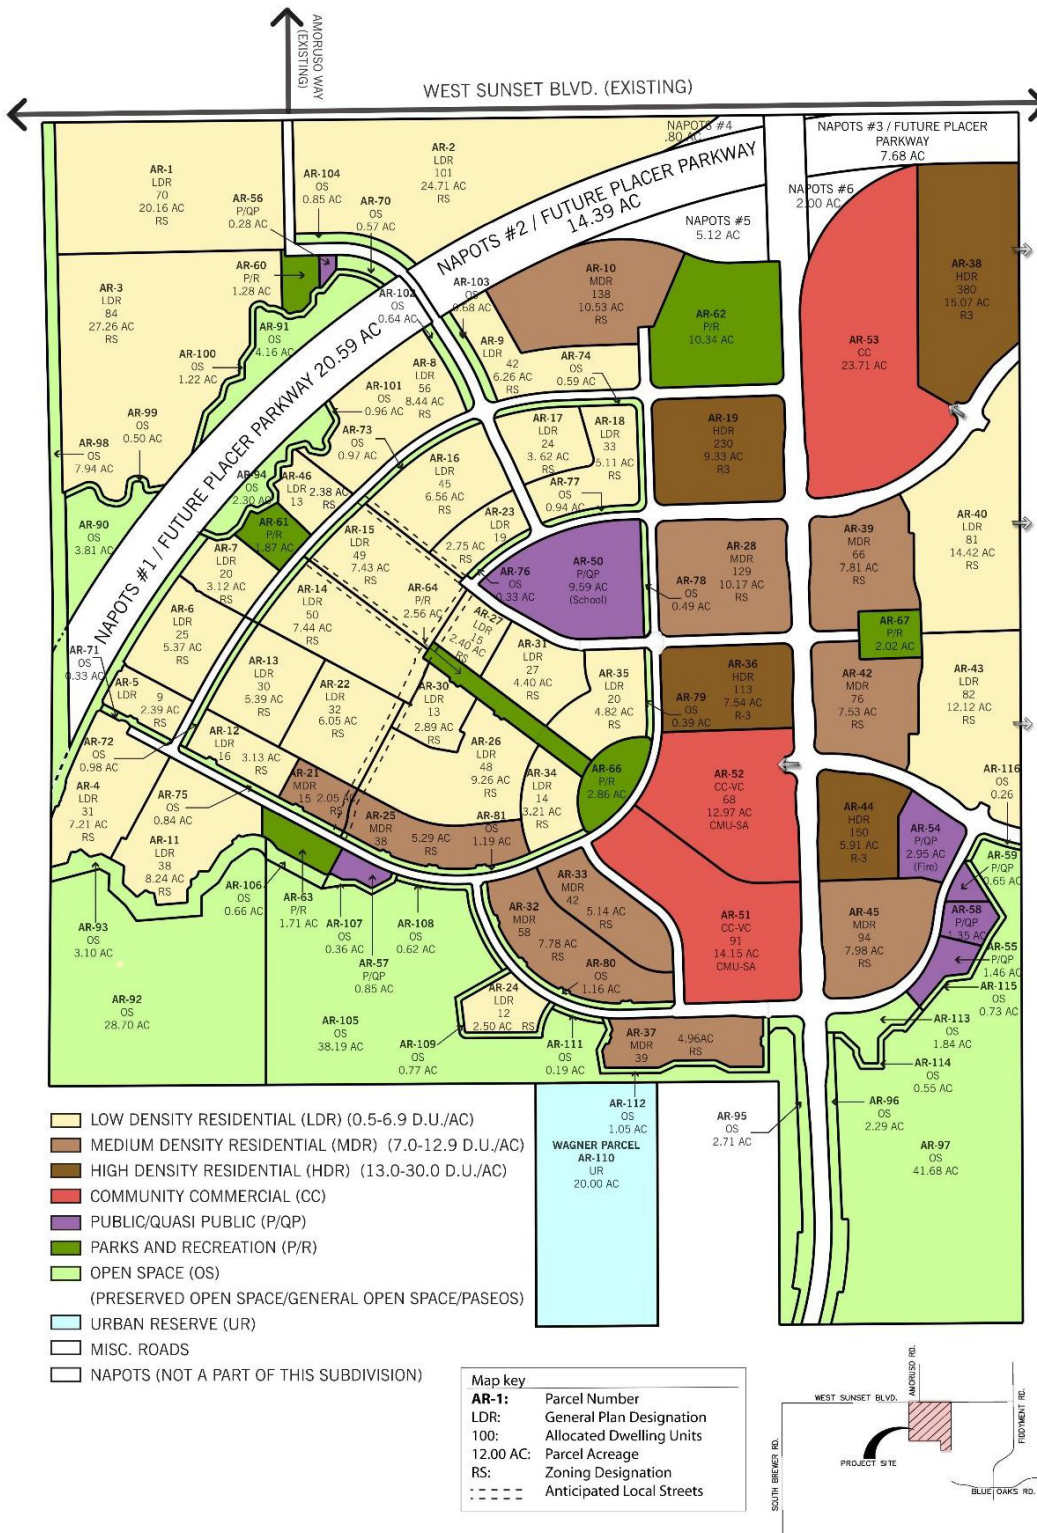 AMORUSO WAY
(EXISTING)
WEST SUNSET BLVD. (EXISTING)
NAPOTS #4
.80 AC
NAPOTS #3 / FUTURE PLACER
PARKWAY
7.68 AC
AR-1
LDR
70
20.16 AC
RS
AR-2
LDR
101
24.71 AC
RS
AR-104
OS
0.85 AC
AR-56
P/QP
0.28 AC
AR-70
OS
0.57 AC
NAPOTS #2 / FUTURE PLACER PARKWAY
14.39 AC
NAPOTS #6
2.00 AC
NAPOTS #5
5.12 AC
AR-3
LDR
84
27.26 AC
RS
AR-60
P/R
1.28 AC
AR-102
OS
0.64 AC
AR-103
OS
0.68 AC
AR-10
MDR
138
10.53 AC
RS
AR-62
P/R
10.34 AC
AR-38
HDR
380
15.07 AC
R3
AR-53
CC
23.71 AC
AR-91
OS
4.16 AC
AR-100
OS
1.22 AC
AR-9
LDR
42
6.26 AC
RS
AR-74
OS
0.59 AC
AR-8
LDR
56
8.44 AC
RS
AR-101
OS
0.96 AC
AR-99
OS
0.50 AC
AR-98
OS
7.94 AC
AR-73
OS
0.97 AC
AR-17
LDR
24
3. 62 AC
RS
AR-18
LDR
33
5.11 AC
RS
AR-19
HDR
230
9.33 AC
R3
AR-16
LDR
45
6.56 AC
RS
AR-94
OS
2.30 AC
AR-46
LDR
13
2.38 AC
RS
AR-77
OS
0.94 AC
NAPOTS #1 / FUTURE PLACER PARKWAY 20.59 AC
AR-90
OS
3.81 AC
AR-61
P/R
1.87 AC
AR-15
LDR
49
7.43 AC
RS
AR-23
LDR
19
2.75 AC
RS
AR-39
MDR
66
7.81 AC
RS
AR-40
LDR
81
14.42 AC
RS
AR-7
LDR
20
3.12 AC
RS
AR-76
OS
0.33 AC
AR-50
P/QP
9.59 AC
(School)
AR-78
OS
0.49 AC
AR-28
MDR
129
10.17 AC
RS
AR-14
LDR
50
7.44 AC
RS
AR-64
P/R
2.56 AC
AR-27
LDR
15
2.40 AC
RS
AR-6
LDR
25
5.37 AC
RS
AR-67
P/R
2.02 AC
AR-71
OS
0.33 AC
AR-5
LDR
9
2.39 AC
RS
AR-13
LDR
30
5.39 AC
RS
AR-22
LDR
32
6.05 AC
RS
AR-30
LDR
13
2.89 AC
RS
AR-31
LDR
27
4.40 AC
RS
AR-35
LDR
20
4.82 AC
RS
AR-79
OS
0.39 AC
AR-36
HDR
113
7.54 AC
R-3
AR-42
MDR
76
7.53 AC
RS
AR-43
LDR
82
12.12 AC
RS
AR-72
OS
0.98 AC
AR-12
LDR
16
3.13 AC
RS
AR-26
LDR
48
9.26 AC
RS
AR-4
LDR
31
7.21 AC
RS
AR-75
OS
0.84 AC
AR-21
MDR
15
2.05 AC
RS
AR-34
LDR
14
3.21 AC
RS
AR-66
P/R
2.86 AC
AR-52
CC-VC
68
12.97 AC
CMU-SA
AR-116
OS
0.26
AR-11
LDR
38
8.24 AC
RS
AR-25
MDR
38
5.29 AC
RS
AR-81
OS
1.19 AC
AR-44
HDR
150
5.91 AC
R-3
AR-54
P/QP
2.95 AC
(Fire)
AR-59
P/QP
0.65 AC
AR-93
OS
3.10 AC
AR-106
OS
0.66 AC
AR-63
P/R
1.71 AC
AR-107
OS
0.36 AC
AR-108
OS
0.62 AC
AR-57
P/QP
0.85 AC
AR-33
MDR
42
5.14 AC
RS
AR-32
MDR
58
7.78 AC
RS
AR-51
CC-VC
91
14.15 AC
CMU-SA
AR-45
MDR
94
7.98 AC
RS
AR-58
P/QP
1.35 AC
AR-55
P/QP
1.46 AC
AR-80
OS
1.16 AC
AR-115
OS
0.73 AC
AR-92
OS
28.70 AC
AR-105
OS
38.19 AC
AR-24
LDR
12
2.50 AC RS
AR-109
OS
0.77 AC
AR-111
OS
0.19 AC
AR-37
MDR
39
4.96AC
RS
AR-113
OS
1.84 AC
AR-114
OS
0.55 AC
AR-112
OS
1.05 AC
AR-95
OS
2.71 AC
AR-96
OS
2.29 AC
AR-97
OS
41.68 AC
WAGNER PARCEL
AR-110
UR
20.00 AC
LOW DENSITY RESIDENTIAL (LDR) (0.5-6.9 D.U./AC)
MEDIUM DENSITY RESIDENTIAL (MDR) (7.0-12.9 D.U./AC)
HIGH DENSITY RESIDENTIAL (HDR) (13.0-30.0 D.U./AC)
COMMUNITY COMMERCIAL (CC)
PUBLIC/QUASI PUBLIC (P/QP)
PARKS AND RECREATION (P/R)
OPEN SPACE (OS)
(PRESERVED OPEN SPACE/GENERAL OPEN SPACE/PASEOS)
URBAN RESERVE (UR)
MISC. ROADS
NAPOTS (NOT A PART OF THIS SUBDIVISION)
Map key
AR-1: Parcel Number
LDR: General Plan Designation
100: Allocated Dwelling Units
12.00 AC: Parcel Acreage
RS: Zoning Designation
Anticipated Local Streets
WEST SUNSET BLVD.
AMORUSO RD.
FIDDYMENT RD.
PROJECT SITE
SOUTH BREWER RD.
BLUE OAKS RD.